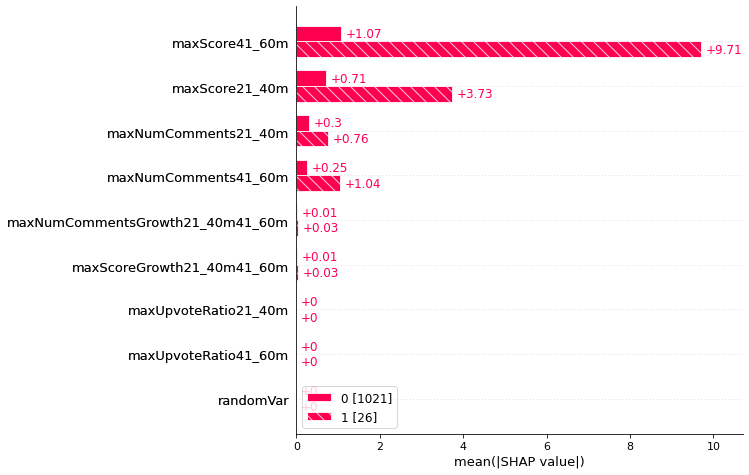 maxScore41_60m
+1.07
+9.71
maxScore21_40m
+0.71
+3.73
maxNumComments21_40m
+0.3
+0.76
maxNumComments41_60m
+0.25
+1.04
maxNumCommentsGrowth21_40m41_60m
+0.01
+0.03
maxScoreGrowth21_40m41_60m
+0.01
+0.03
maxUpvoteRatio21_40m
+0
+0
maxUpvoteRatio41_60m
+0
+0
randomVar
+0
+0
0 [1021]
1 [26]
0 2 4 6 8 10
mean(|SHAP value|)